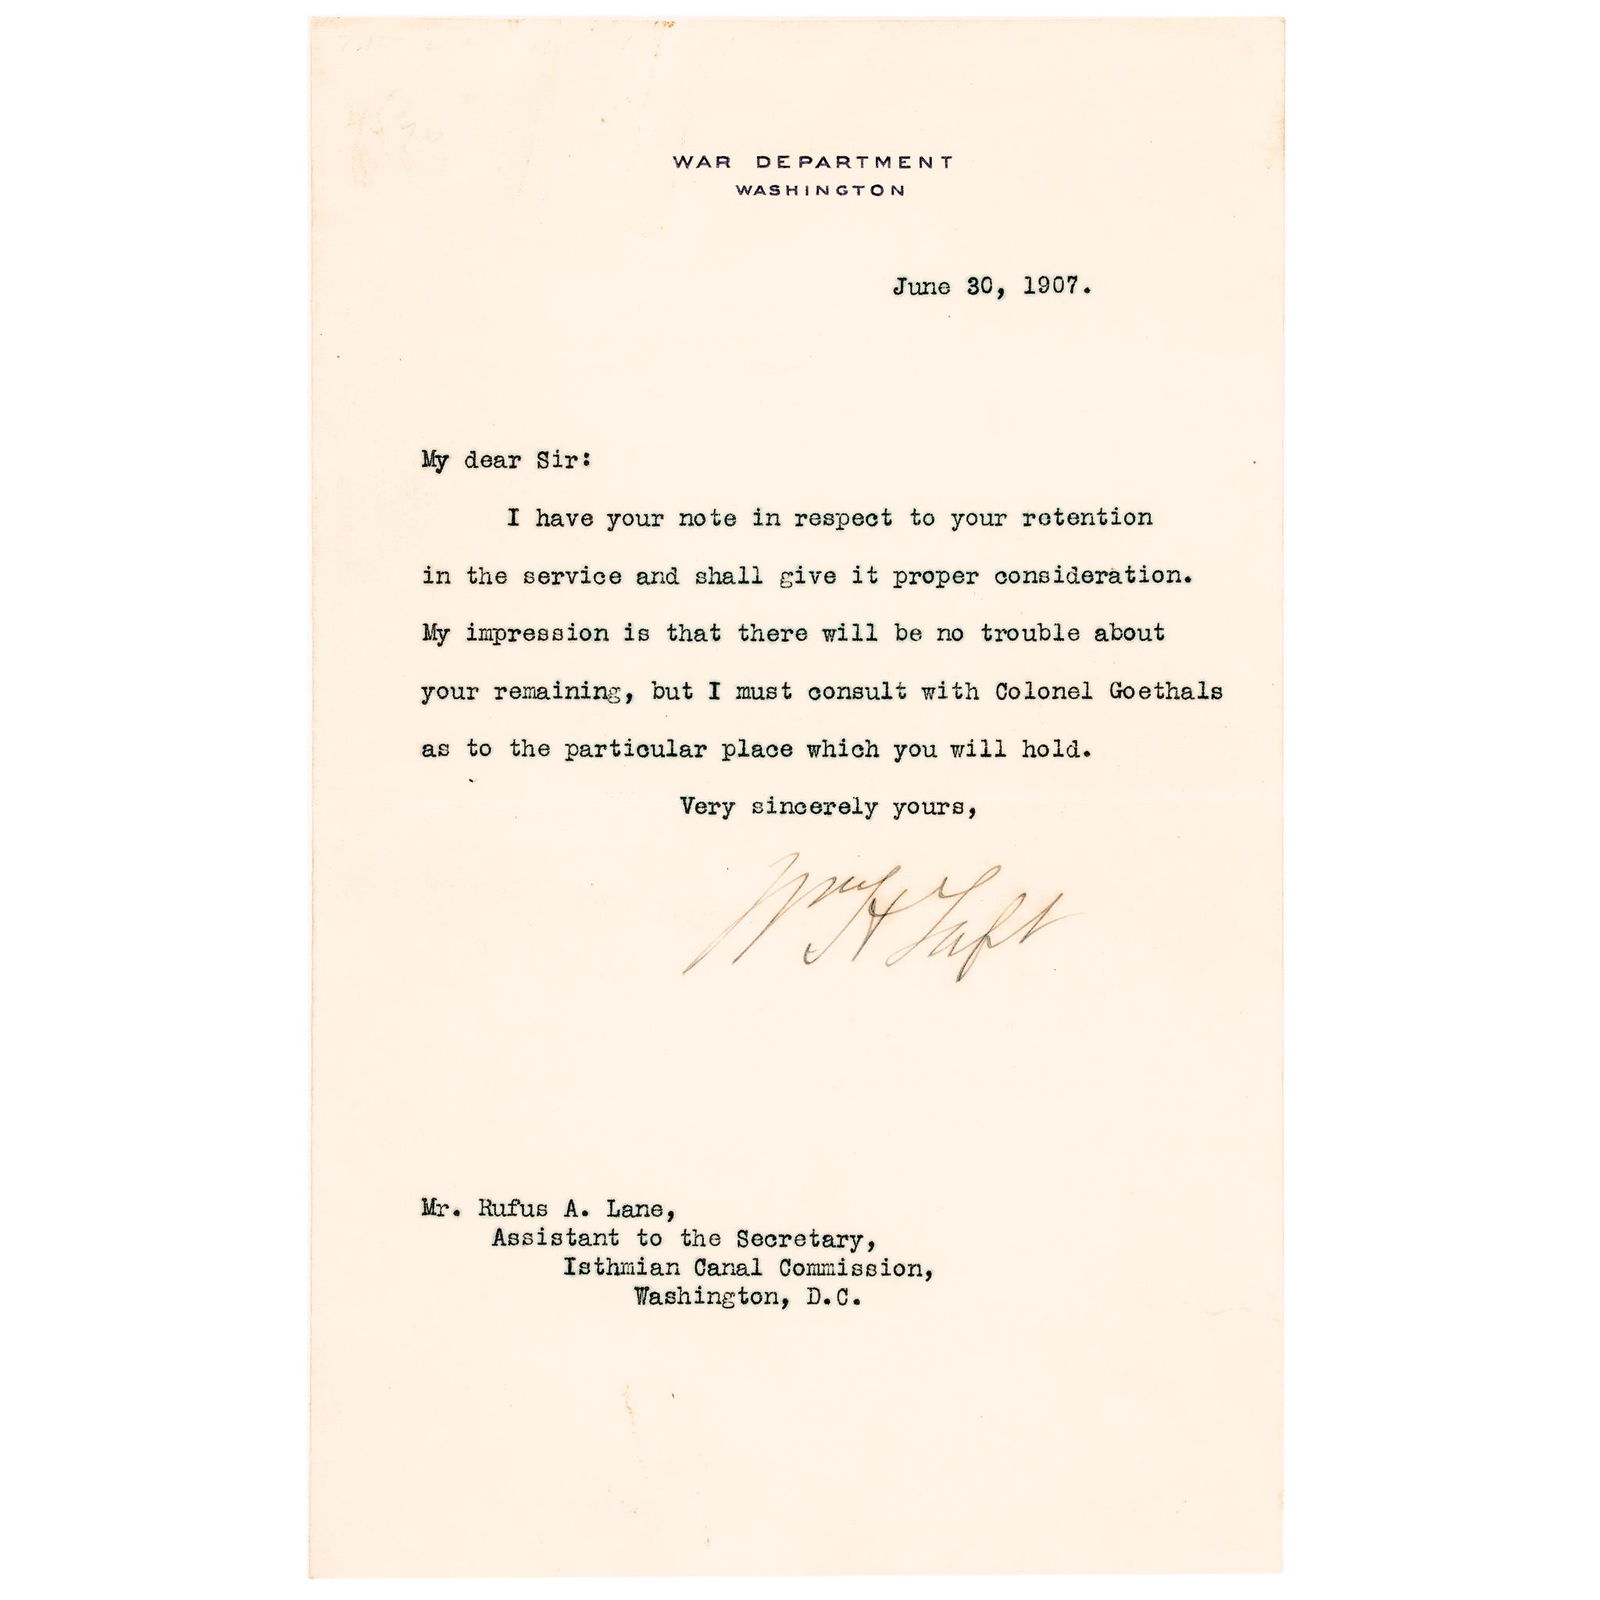 WAR DEPARTMENT
WASHINGTON
June 30, 1907.
My dear Sir:
I have your note in respect to your retention
in the service and shall give it proper consideration.
My impression is that there will be no trouble about
your remaining, but I must consult with Colonel Goethals
as to the particular place which you will hold.
Very sincerely yours,
Wm H Taft
Mr. Rufus A. Lane,
Assistant to the Secretary,
Isthmian Canal Commission,
Washington, D.C.